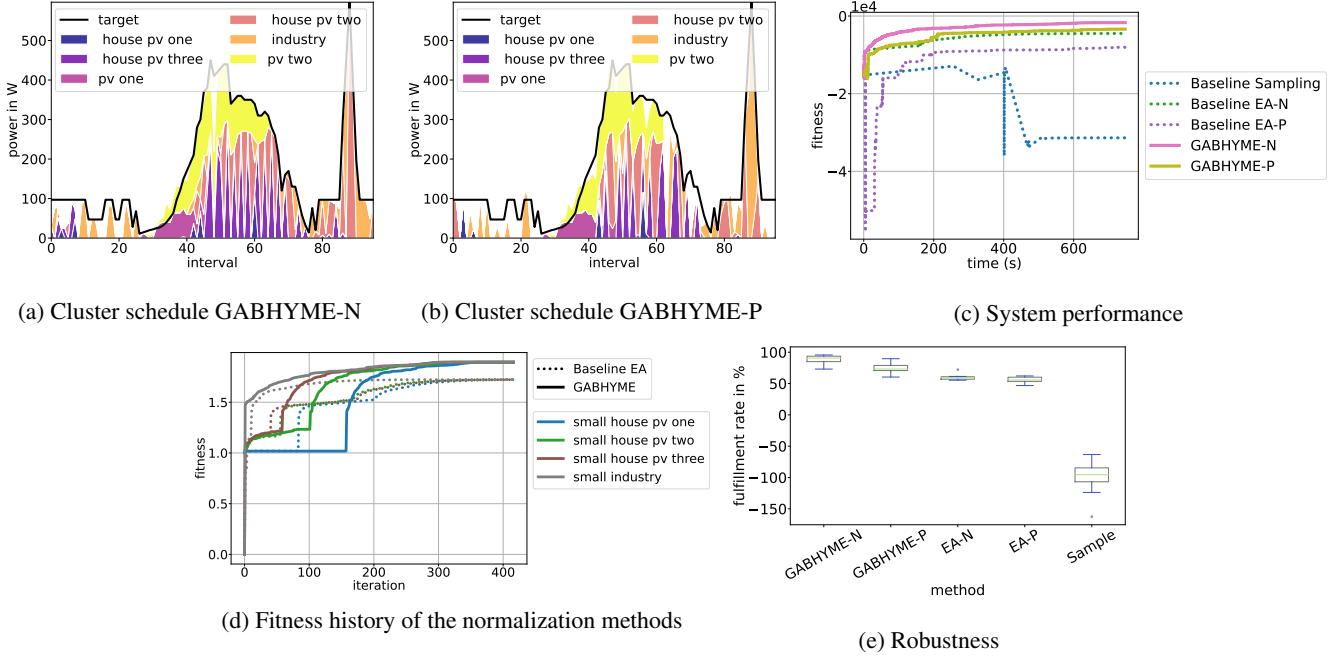 target
house pv one
house pv three
pv one
house pv two
industry
pv two
power in W
0
100
200
300
400
500
0
20
40
60
80
interval
(a) Cluster schedule GABHYME-N
target
house pv one
house pv three
pv one
house pv two
industry
pv two
power in W
0
100
200
300
400
500
0
20
40
60
80
interval
(b) Cluster schedule GABHYME-P
1e4
0
−2
−4
fitness
0
200
400
600
time (s)
Baseline Sampling
Baseline EA-N
Baseline EA-P
GABHYME-N
GABHYME-P
(c) System performance
fitness
1.5
1.0
0.5
0.0
0
100
200
300
400
iteration
Baseline EA
GABHYME
small house pv one
small house pv two
small house pv three
small industry
(d) Fitness history of the normalization methods
fulfillment rate in %
100
50
0
−50
−100
−150
GABHYME-N
GABHYME-P
EA-N
EA-P
Sample
method
(e) Robustness